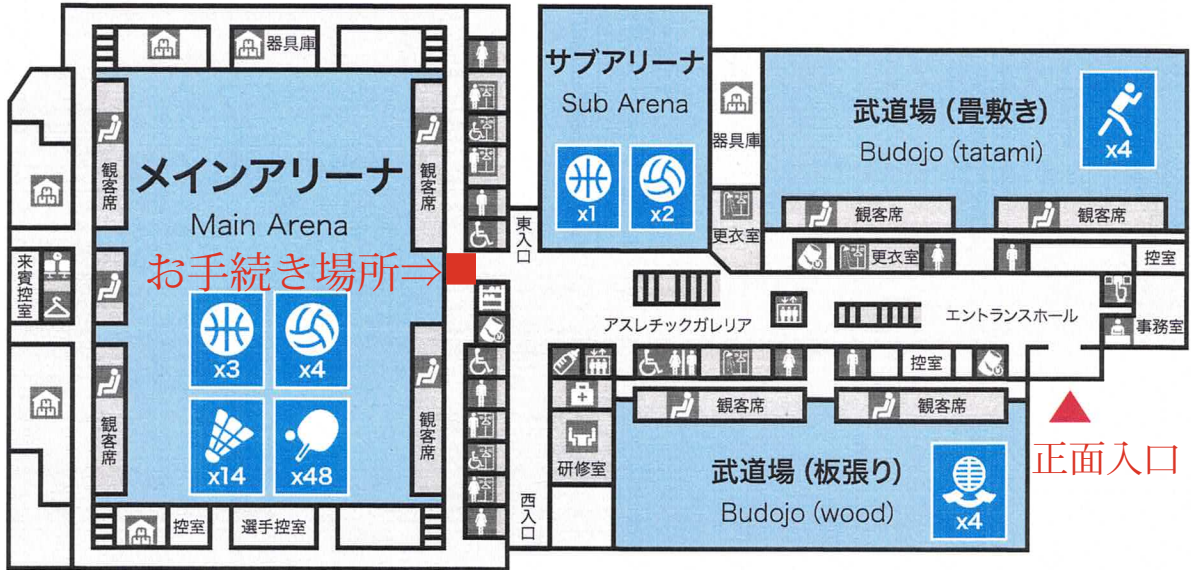 器具庫
サブアリーナ
Sub Arena
x1
x2
器具庫
更衣室
武道場（畳敷き）
Budojo (tatami)
x4
観客席
観客席
更衣室
控室
観客席
観客席
メインアリーナ
Main Arena
お手続き場所⇒
x3
x4
x14
x48
観客席
観客席
来賓控室
東入口
アスレチックガレリア
エントランスホール
事務室
控室
観客席
観客席
研修室
武道場（板張り）
Budojo (wood)
x4
正面入口
控室
選手控室
西入口